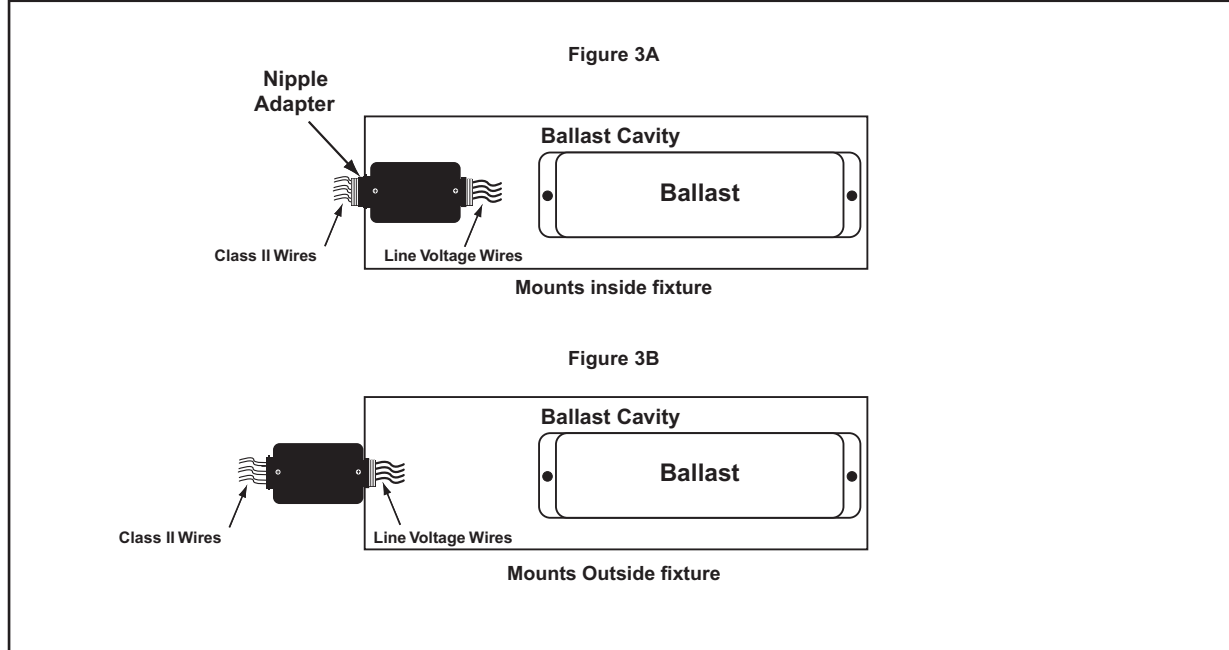 Figure 3A
Nipple
Adapter
Ballast Cavity
Ballast
Class II Wires
Line Voltage Wires
Mounts inside fixture
Figure 3B
Ballast Cavity
Ballast
Class II Wires
Line Voltage Wires
Mounts Outside fixture